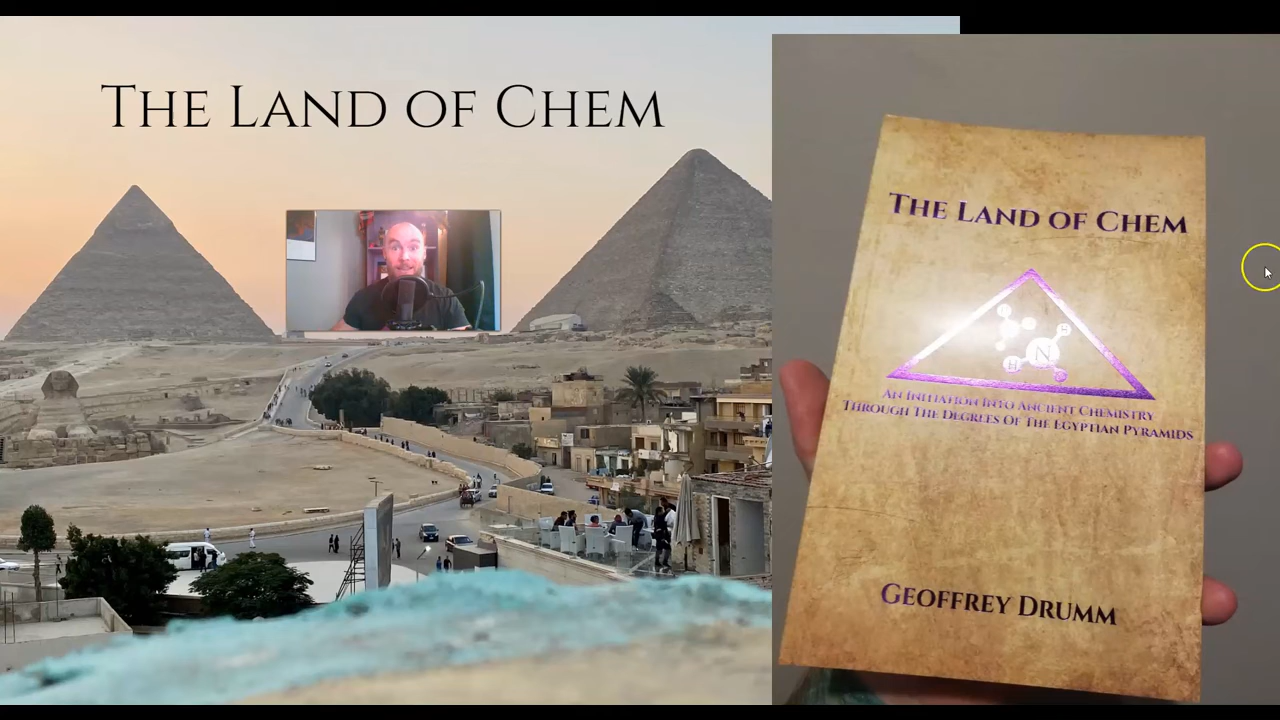 The Land of Chem
The Land of Chem
H
H
N
H
An Initiation Into Ancient Chemistry
Through The Degrees Of The Egyptian Pyramids
Geoffrey Drumm